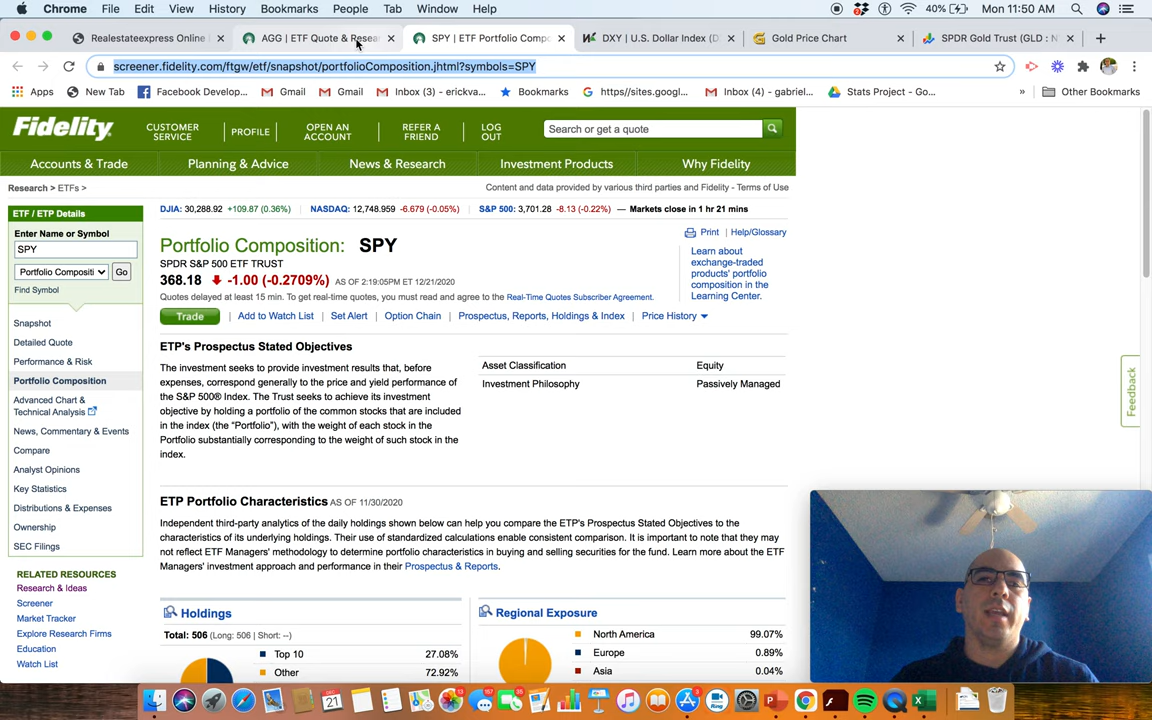 Chrome File Edit View History Bookmarks People Tab Window Help 40% Mon 11:50 AM
Realestateexpress Online AGG | ETF Quote & Resear SPY | ETF Portfolio Compo DXY | U.S. Dollar Index (D Gold Price Chart SPDR Gold Trust (GLD : N
screener.fidelity.com/ftgw/etf/snapshot/portfolioComposition.jhtml?symbols=SPY
Apps New Tab Facebook Develop... Gmail Gmail Inbox (3) - erickva... Bookmarks https//sites.googl... Inbox (4) - gabriel... Stats Project - Go... » Other Bookmarks
Fidelity CUSTOMER SERVICE PROFILE OPEN AN ACCOUNT REFER A FRIEND LOG OUT Search or get a quote
Accounts & Trade Planning & Advice News & Research Investment Products Why Fidelity
Research > ETFs > Content and data provided by various third parties and Fidelity - Terms of Use
DJIA: 30,288.92 +109.87 (0.36%) NASDAQ: 12,748.959 -6.679 (-0.05%) S&P 500: 3,701.28 -8.13 (-0.22%) — Markets close in 1 hr 21 mins
ETF / ETP Details
Enter Name or Symbol
SPY
Portfolio Compositi Go
Find Symbol
Snapshot
Detailed Quote
Performance & Risk
Portfolio Composition
Advanced Chart &
Technical Analysis
News, Commentary & Events
Compare
Analyst Opinions
Key Statistics
Distributions & Expenses
Ownership
SEC Filings
RELATED RESOURCES
Research & Ideas
Screener
Market Tracker
Explore Research Firms
Education
Watch List
Print Help/Glossary
Portfolio Composition: SPY
SPDR S&P 500 ETF TRUST
368.18 -1.00 (-0.2709%) AS OF 2:19:05PM ET 12/21/2020
Quotes delayed at least 15 min. To get real-time quotes, you must read and agree to the Real-Time Quotes Subscriber Agreement.
Learn about
exchange-traded
products' portfolio
composition in the
Learning Center.
Trade Add to Watch List Set Alert Option Chain Prospectus, Reports, Holdings & Index Price History
ETP's Prospectus Stated Objectives
The investment seeks to provide investment results that, before
expenses, correspond generally to the price and yield performance of
the S&P 500® Index. The Trust seeks to achieve its investment
objective by holding a portfolio of the common stocks that are included
in the index (the “Portfolio”), with the weight of each stock in the
Portfolio substantially corresponding to the weight of such stock in the
index.
Asset Classification Equity
Investment Philosophy Passively Managed
ETP Portfolio Characteristics AS OF 11/30/2020
Independent third-party analytics of the daily holdings shown below can help you compare the ETP's Prospectus Stated Objectives to the
characteristics of its underlying holdings. Their use of standardized calculations enable consistent comparison. It is important to note that they may
not reflect ETF Managers' methodology to determine portfolio characteristics in buying and selling securities for the fund. Learn more about the ETF
Managers' investment approach and performance in their Prospectus & Reports.
Holdings
Total: 506 (Long: 506 | Short: --)
Top 10 27.08%
Other 72.92%
Regional Exposure
North America 99.07%
Europe 0.89%
Asia 0.04%
Feedback